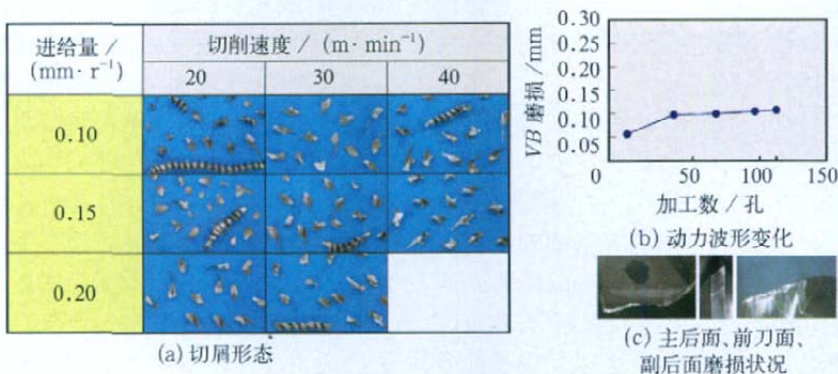 进给量 /
(mm· r⁻¹)
切削速度 / (m· min⁻¹)
20
30
40
0.10
0.15
0.20
(a) 切屑形态
VB 磨损 /mm
0.30
0.25
0.20
0.15
0.10
0.05
0
50
100
150
加工数 / 孔
(b) 动力波形变化
(c) 主后面、前刀面、
副后面磨损状况